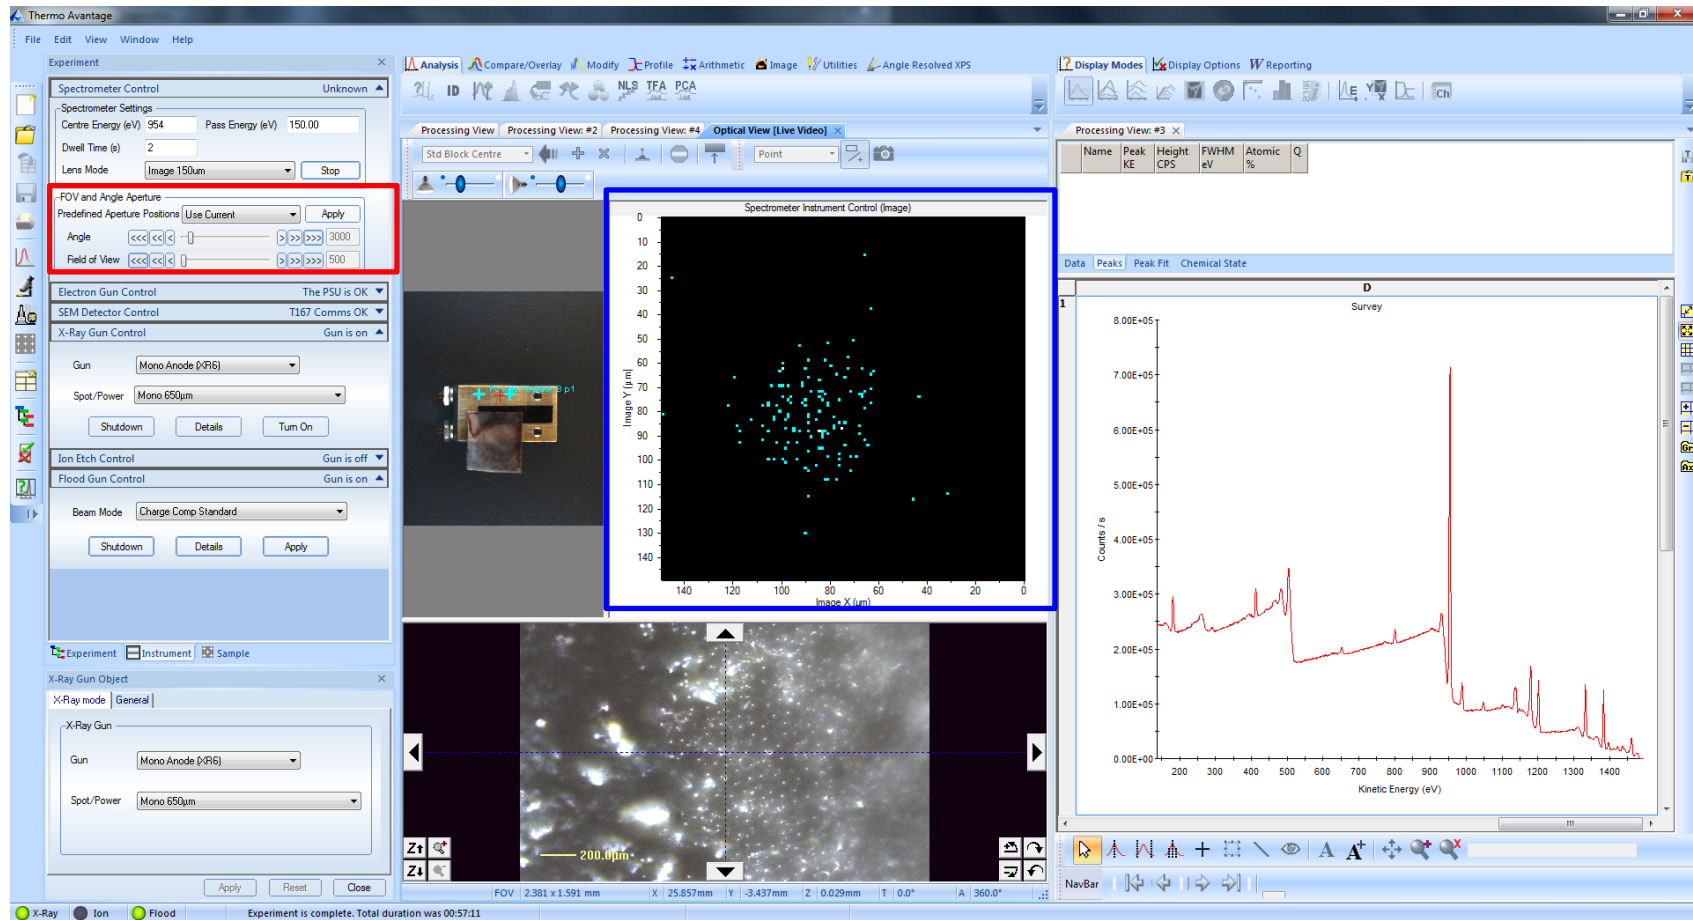 Thermo Avantage
File Edit View Window Help
Experiment
Spectrometer Control Unknown
Spectrometer Settings
Centre Energy (eV) 954 Pass Energy (eV) 150.00
Dwell Time (s) 2
Lens Mode Image 150um Stop
FOV and Angle Aperture
Predefined Aperture Positions Use Current Apply
Angle <<< << < > >> >>> 3000
Field of View <<< << < > >> >>> 500
Electron Gun Control The PSU is OK
SEM Detector Control T167 Comms OK
X-Ray Gun Control Gun is on
Gun Mono Anode (XR6)
Spot/Power Mono 650µm
Shutdown Details Turn On
Ion Etch Control Gun is off
Flood Gun Control Gun is on
Beam Mode Charge Comp Standard
Shutdown Details Apply
Experiment Instrument Sample
X-Ray Gun Object
X-Ray mode General
X-Ray Gun
Gun Mono Anode (XR6)
Spot/Power Mono 650µm
Apply Reset Close
Analysis Compare/Overlay Modify Profile Arithmetic Image Utilities Angle Resolved XPS
ID NLS TFA PCA
Processing View Processing View: #2 Processing View: #4 Optical View [Live Video]
Std Block Centre Point
Spectrometer Instrument Control (Image)
0
10
20
30
40
50
60
70
80
90
100
110
120
130
140
Image Y (µm)
140 120 100 80 60 40 20 0
Image X (µm)
p1
200.0µm
Z↑
Z↓
FOV 2.381 x 1.591 mm X 25.857mm Y -3.437mm Z 0.029mm T 0.0° A 360.0°
Display Modes Display Options Reporting
Ch
Processing View: #3
Name Peak KE Height CPS FWHM eV Atomic % Q
Data Peaks Peak Fit Chemical State
D
1
Survey
8.00E+05
7.00E+05
6.00E+05
5.00E+05
4.00E+05
3.00E+05
2.00E+05
1.00E+05
0.00E+00
Counts / s
200 300 400 500 600 700 800 900 1000 1100 1200 1300 1400
Kinetic Energy (eV)
Gr
Ax
A A+
NavBar
X-Ray Ion Flood Experiment is complete. Total duration was 00:57:11